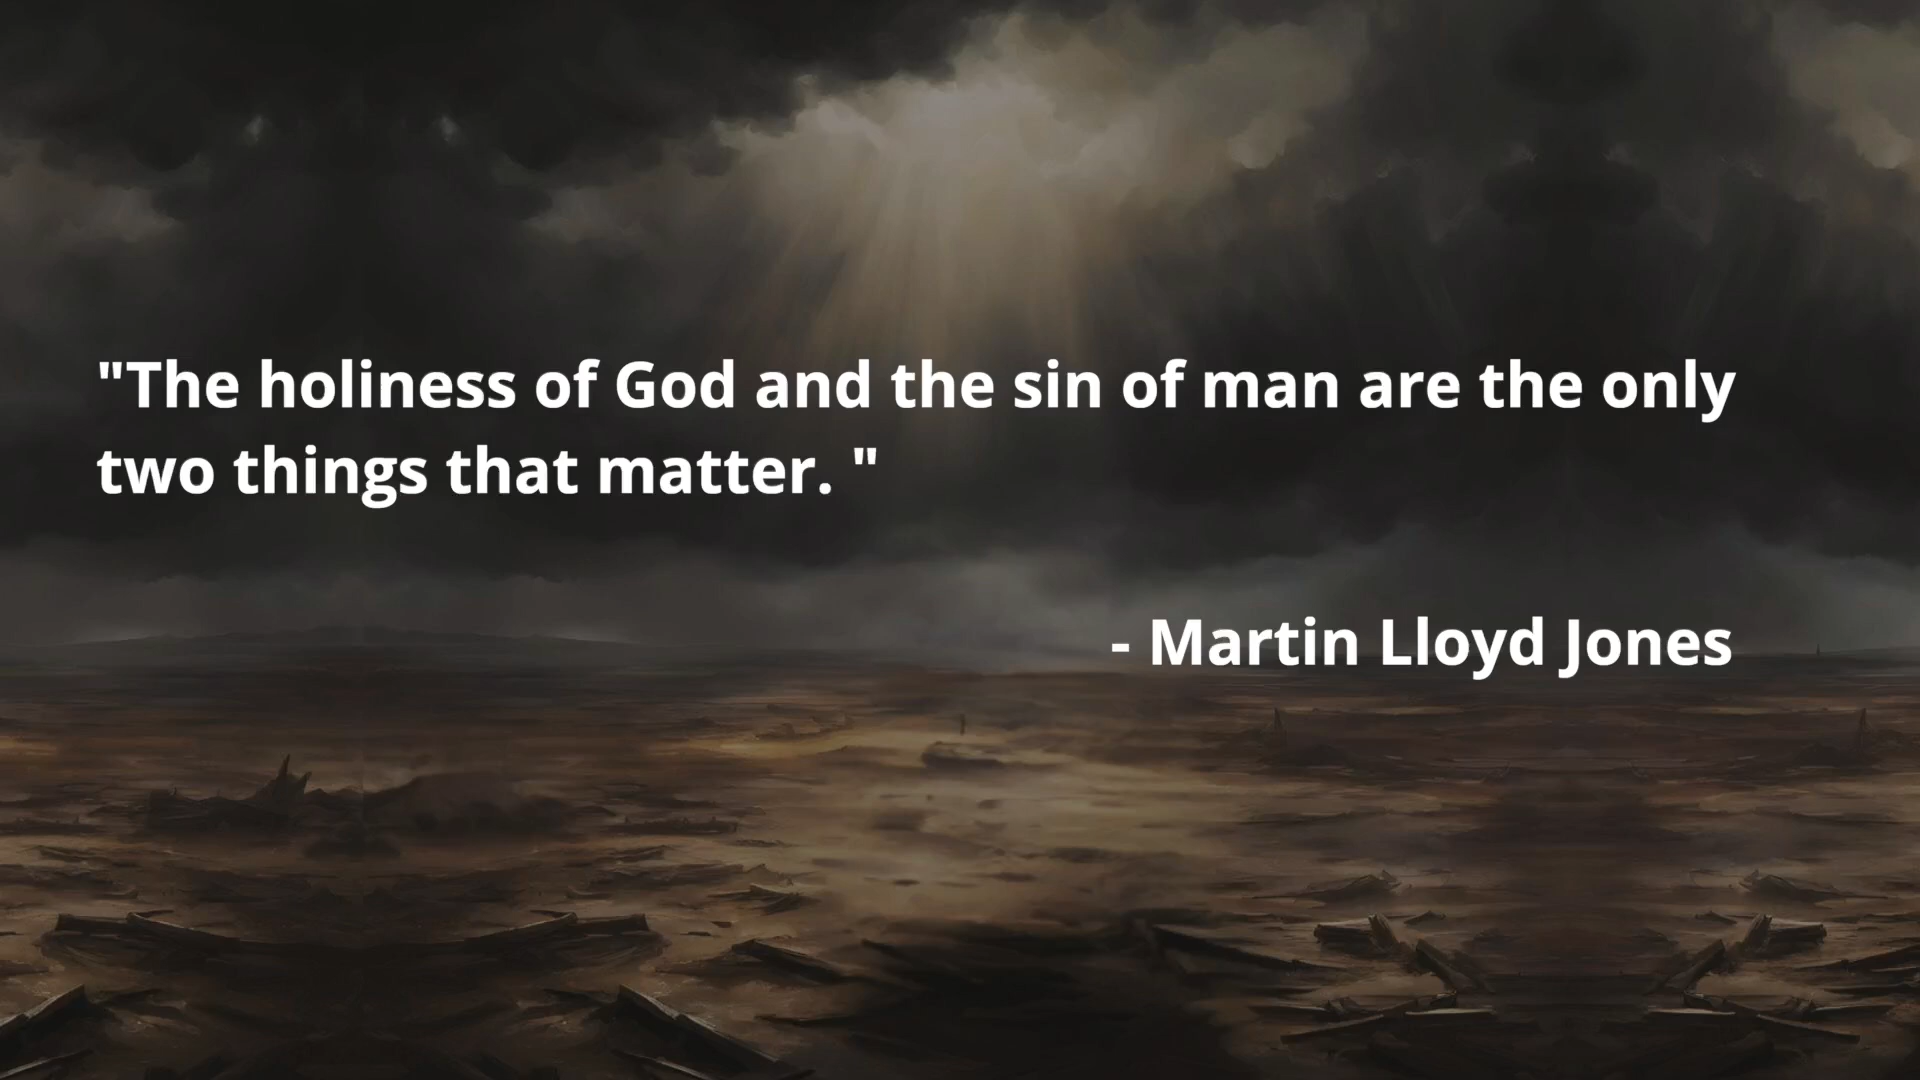 "The holiness of God and the sin of man are the only
two things that matter. "
- Martin Lloyd Jones